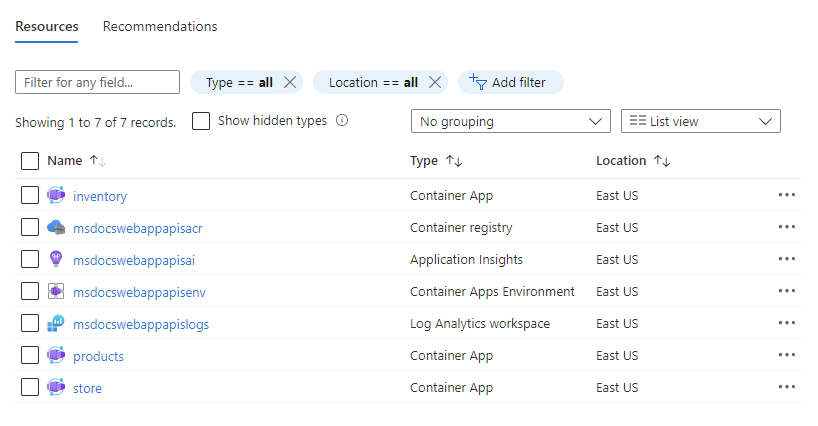 Resources Recommendations
Filter for any field... Type == all Location == all Add filter
Showing 1 to 7 of 7 records. Show hidden types No grouping List view
Name Type Location
inventory Container App East US
msdocswebappapisacr Container registry East US
msdocswebappapisai Application Insights East US
msdocswebappapisenv Container Apps Environment East US
msdocswebappapislogs Log Analytics workspace East US
products Container App East US
store Container App East US